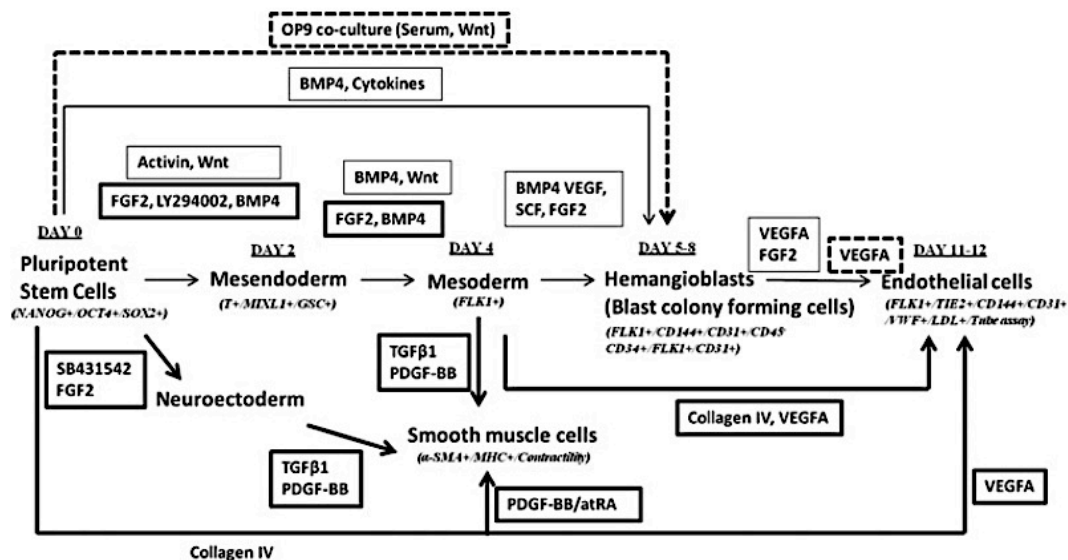 OP9 co-culture (Serum, Wnt)
BMP4, Cytokines
Activin, Wnt
FGF2, LY294002, BMP4
BMP4, Wnt
FGF2, BMP4
BMP4 VEGF,
SCF, FGF2
VEGFA
FGF2
VEGFA
DAY 0
DAY 2
DAY 4
DAY 5-8
DAY 11-12
Pluripotent
Stem Cells
(NANOG+/OCT4+/SOX2+)
Mesendoderm
(T+/MIXL1+/GSC+)
Mesoderm
(FLK1+)
Hemangioblasts
(Blast colony forming cells)
(FLK1+/CD144+/CD31+/CD45-
CD34+/FLK1+/CD31+)
Endothelial cells
(FLK1+/TIE2+/CD144+/CD31+
/VWF+/LDL+/Tube assay)
SB431542
FGF2
Neuroectoderm
TGFβ1
PDGF-BB
Collagen IV, VEGFA
Smooth muscle cells
(α-SMA+/MHC+/Contractility)
TGFβ1
PDGF-BB
PDGF-BB/atRA
VEGFA
Collagen IV